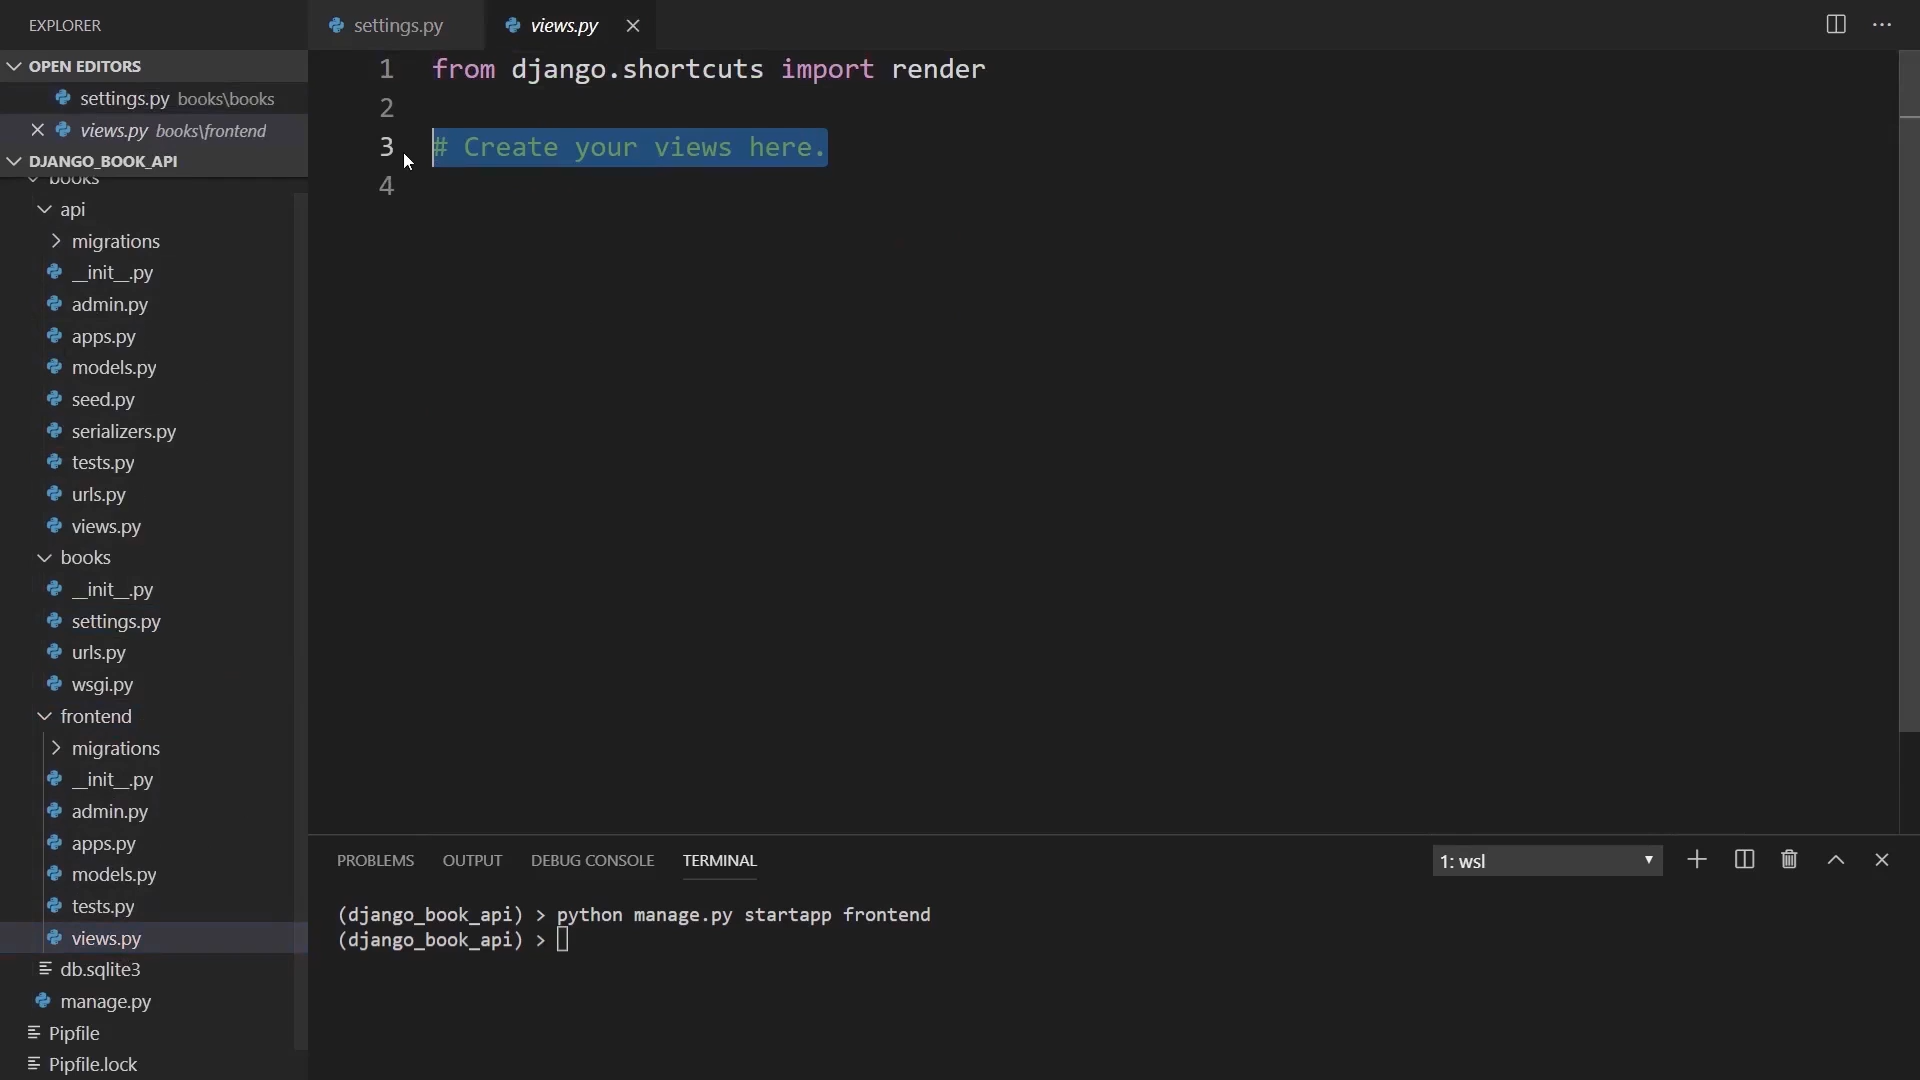 EXPLORER
OPEN EDITORS
settings.py books\books
views.py books\frontend
DJANGO_BOOK_API
books
api
migrations
__init__.py
admin.py
apps.py
models.py
seed.py
serializers.py
tests.py
urls.py
views.py
books
__init__.py
settings.py
urls.py
wsgi.py
frontend
migrations
__init__.py
admin.py
apps.py
models.py
tests.py
views.py
db.sqlite3
manage.py
Pipfile
Pipfile.lock
settings.py
views.py
1 from django.shortcuts import render
2
3 # Create your views here.
4
PROBLEMS OUTPUT DEBUG CONSOLE TERMINAL
1: wsl
(django_book_api) > python manage.py startapp frontend
(django_book_api) >